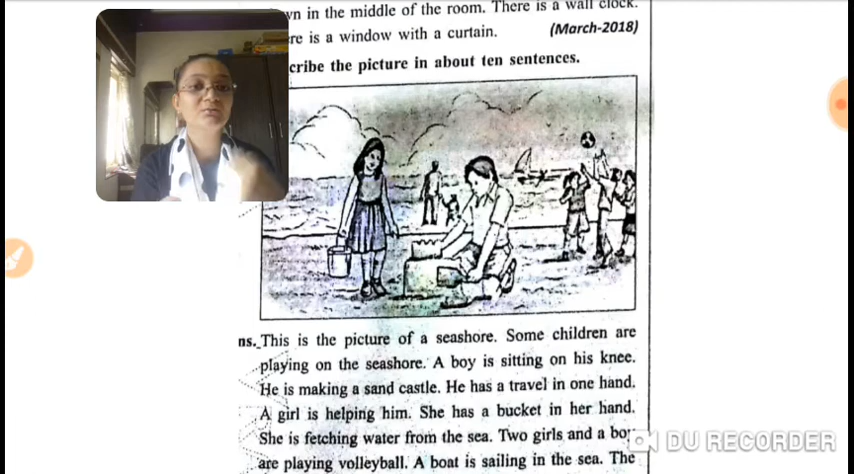 wn in the middle of the room. There is a wall clock.
re is a window with a curtain. (March-2018)
cribe the picture in about ten sentences.
ns. This is the picture of a seashore. Some children are
playing on the seashore. A boy is sitting on his knee.
He is making a sand castle. He has a travel in one hand.
A girl is helping him. She has a bucket in her hand.
She is fetching water from the sea. Two girls and a boy
are playing volleyball. A boat is sailing in the sea. The
DU RECORDER